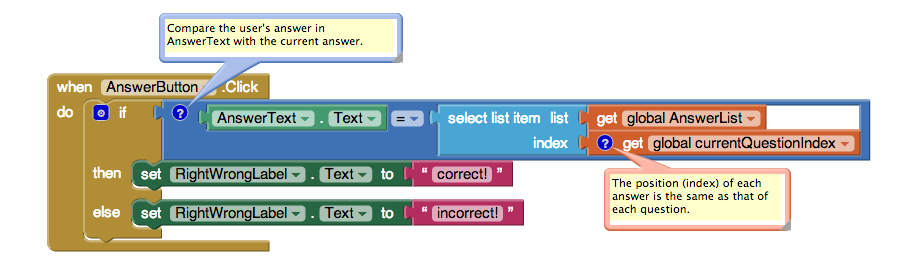 Compare the user's answer in
AnswerText with the current answer.
when AnswerButton .Click
do if ? AnswerText . Text = select list item list get global AnswerList
index ? get global currentQuestionIndex
then set RightWrongLabel . Text to “ correct! ”
else set RightWrongLabel . Text to “ incorrect! ”
The position (index) of each
answer is the same as that of
each question.